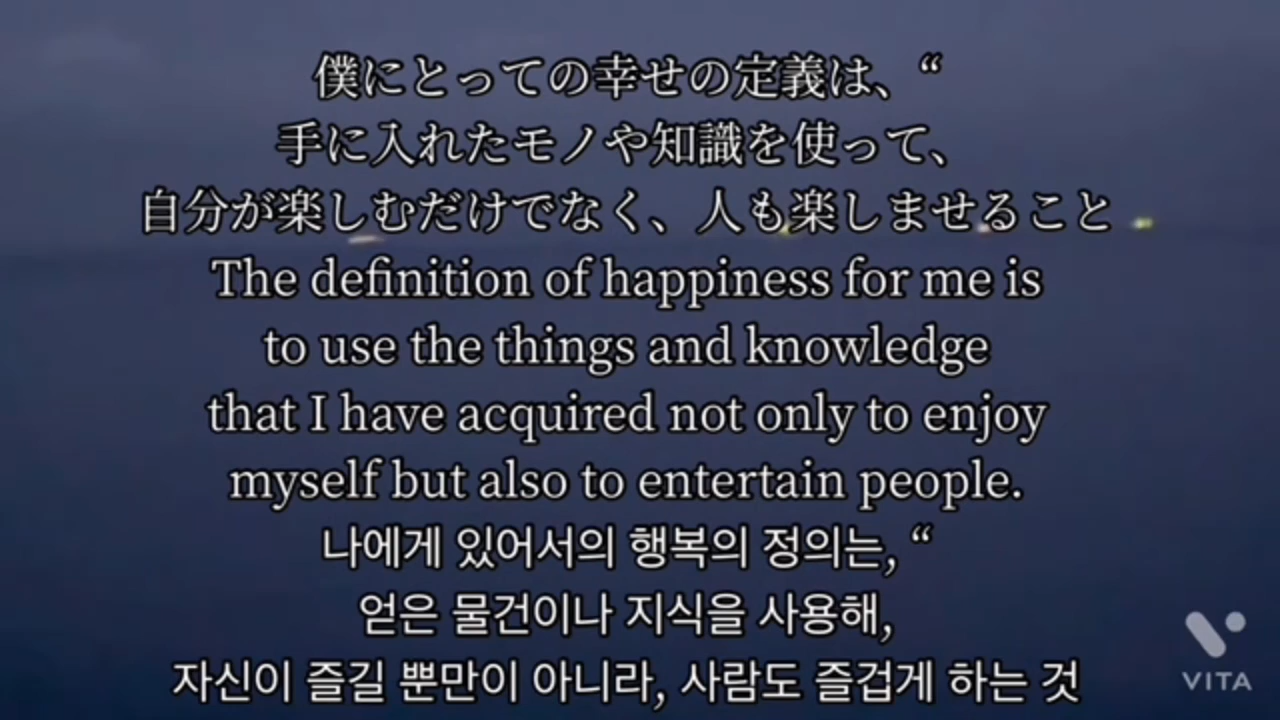 僕にとっての幸せの定義は、“
手に入れたモノや知識を使って、
自分が楽しむだけでなく、人も楽しませること
The definition of happiness for me is
to use the things and knowledge
that I have acquired not only to enjoy
myself but also to entertain people.
나에게 있어서의 행복의 정의는, “
얻은 물건이나 지식을 사용해,
자신이 즐길 뿐만이 아니라, 사람도 즐겁게 하는 것
VITA